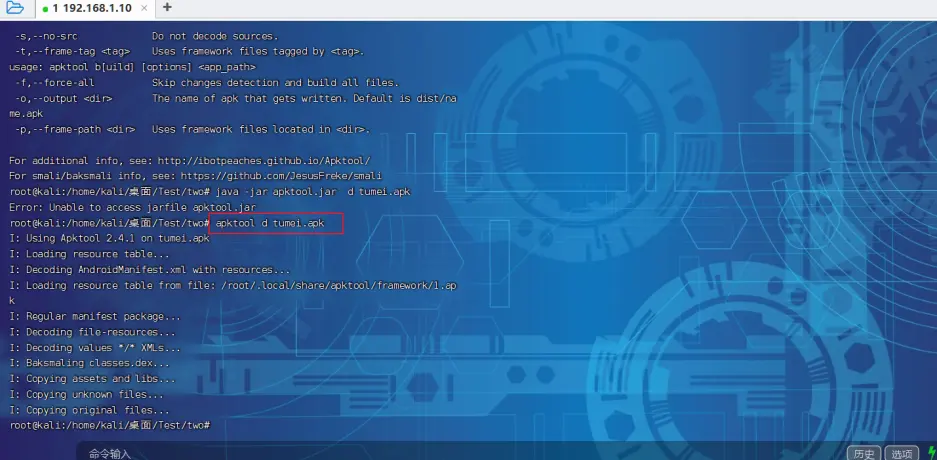 1 192.168.1.10 × +
-s,--no-src Do not decode sources.
-t,--frame-tag <tag> Uses framework files tagged by <tag>.
usage: apktool b[uild] [options] <app_path>
-f,--force-all Skip changes detection and build all files.
-o,--output <dir> The name of apk that gets written. Default is dist/na
me.apk
-p,--frame-path <dir> Uses framework files located in <dir>.
For additional info, see: http://ibotpeaches.github.io/Apktool/
For smali/baksmali info, see: https://github.com/JesusFreke/smali
root@kali:/home/kali/桌面/Test/two# java -jar apktool.jar  d tumei.apk
Error: Unable to access jarfile apktool.jar
root@kali:/home/kali/桌面/Test/two# apktool d tumei.apk
I: Using Apktool 2.4.1 on tumei.apk
I: Loading resource table...
I: Decoding AndroidManifest.xml with resources...
I: Loading resource table from file: /root/.local/share/apktool/framework/1.ap
k
I: Regular manifest package...
I: Decoding file-resources...
I: Decoding values */* XMLs...
I: Baksmaling classes.dex...
I: Copying assets and libs...
I: Copying unknown files...
I: Copying original files...
root@kali:/home/kali/桌面/Test/two#
命令输入 历史 选项